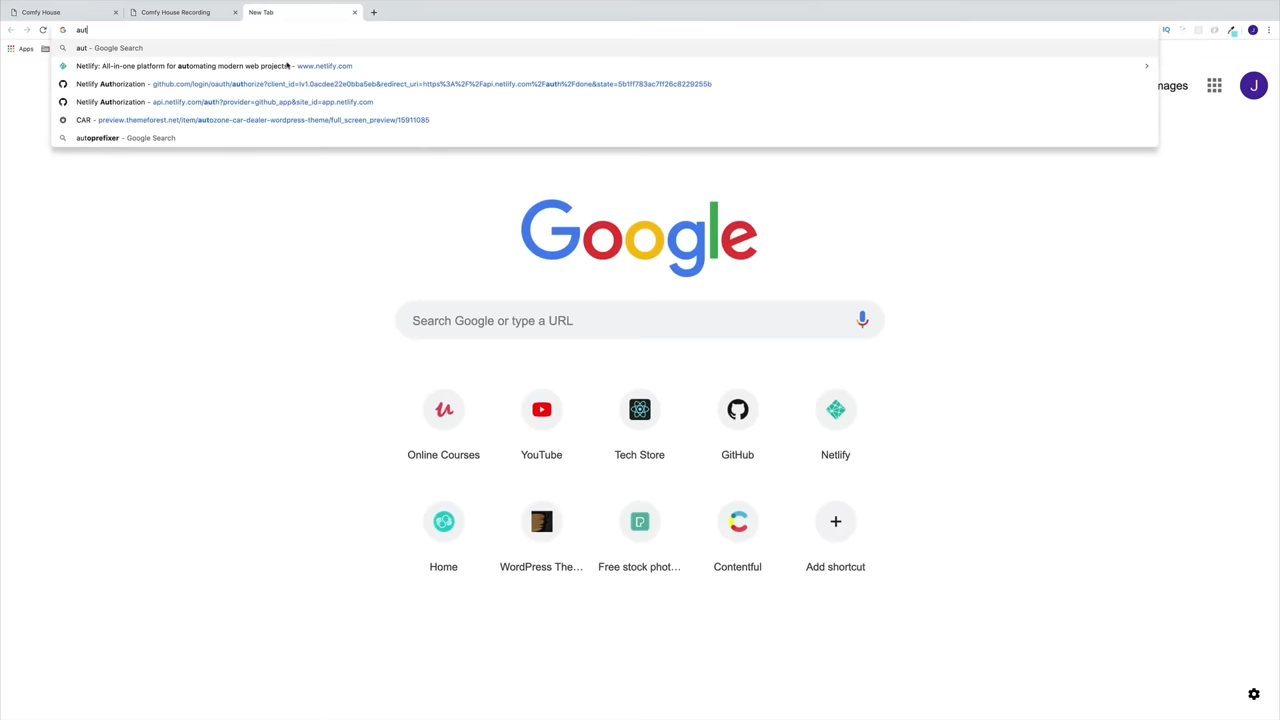 Comfy House
Comfy House Recording
New Tab
aut
IQ
J
Apps
aut – Google Search
Netlify: All-in-one platform for automating modern web projects – www.netlify.com
Netlify Authorization – github.com/login/oauth/authorize?client_id=Iv1.0acdee22e0bba5eb&redirect_uri=https%3A%2F%2Fapi.netlify.com%2Fauth%2Fdone&state=5b1ff783ac7ff26c8229255b
Netlify Authorization – api.netlify.com/auth?provider=github_app&site_id=app.netlify.com
CAR – preview.themeforest.net/item/autozone-car-dealer-wordpress-theme/full_screen_preview/15911085
autoprefixer – Google Search
mages
J
Google
Search Google or type a URL
Online Courses
YouTube
Tech Store
GitHub
Netlify
Home
WordPress The...
Free stock phot...
Contentful
Add shortcut